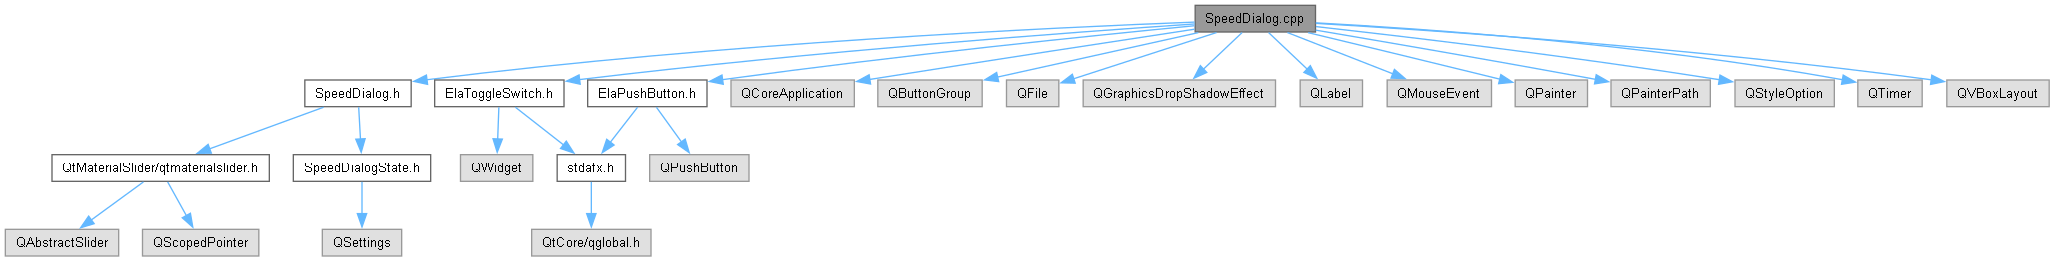 SpeedDialog.cpp
SpeedDialog.h
ElaToggleSwitch.h
ElaPushButton.h
QCoreApplication
QButtonGroup
QFile
QGraphicsDropShadowEffect
QLabel
QMouseEvent
QPainter
QPainterPath
QStyleOption
QTimer
QVBoxLayout
QtMaterialSlider/qtmaterialslider.h
SpeedDialogState.h
QWidget
stdafx.h
QPushButton
QAbstractSlider
QScopedPointer
QSettings
QtCore/qglobal.h